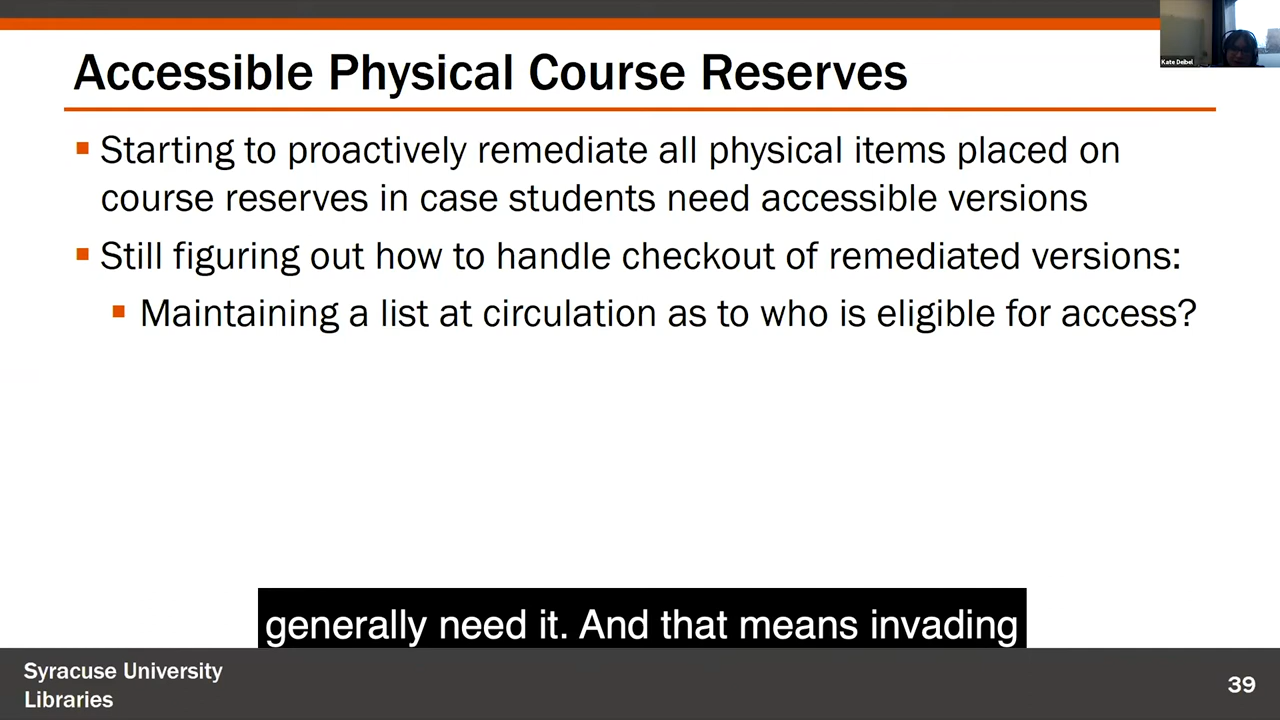 Kate Deibel
Accessible Physical Course Reserves
Starting to proactively remediate all physical items placed on
course reserves in case students need accessible versions
Still figuring out how to handle checkout of remediated versions:
Maintaining a list at circulation as to who is eligible for access?
generally need it. And that means invading
Syracuse University
Libraries
39